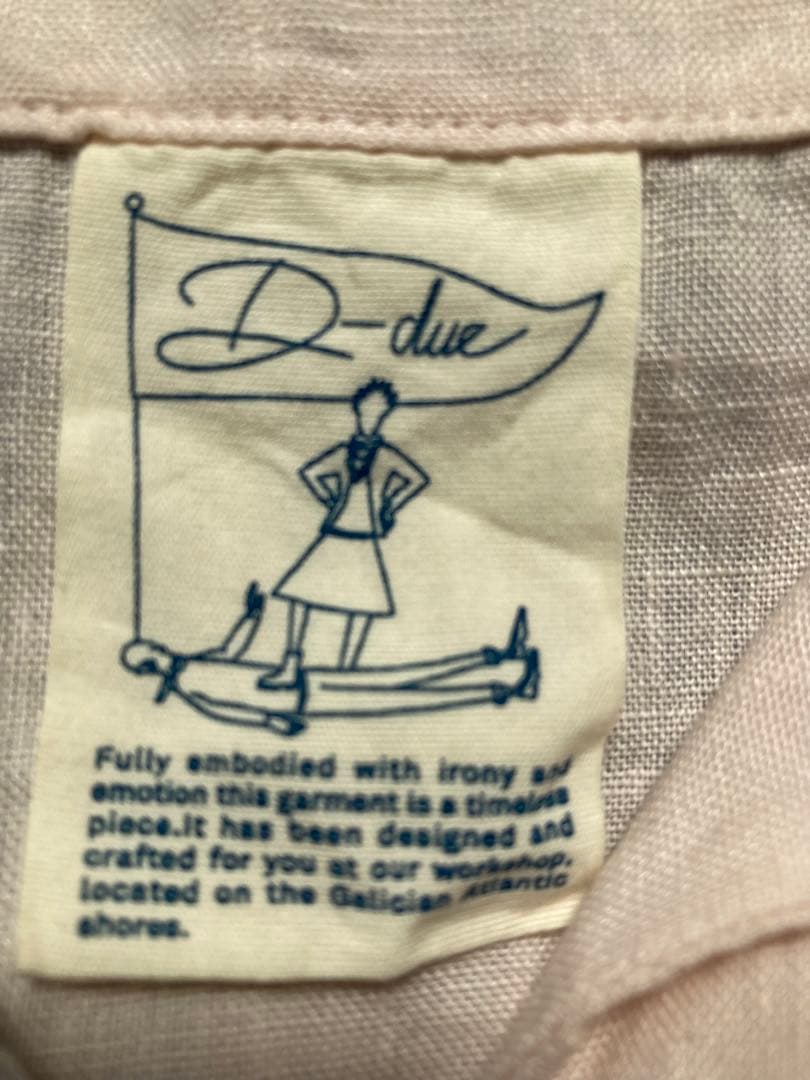 D-due
Fully embodied with irony and
emotion this garment is a timeless
piece.It has been designed and
crafted for you at our workshop,
located on the Galician Atlantic
shores.